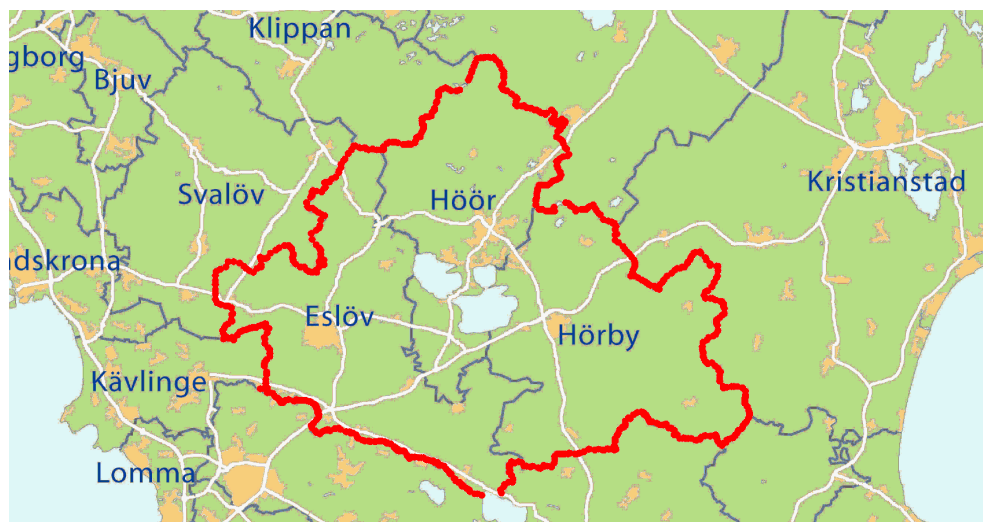 Klippan
gborg
Bjuv
Svalöv
Höör
Kristianstad
dskrona
Eslöv
Hörby
Kävlinge
Lomma